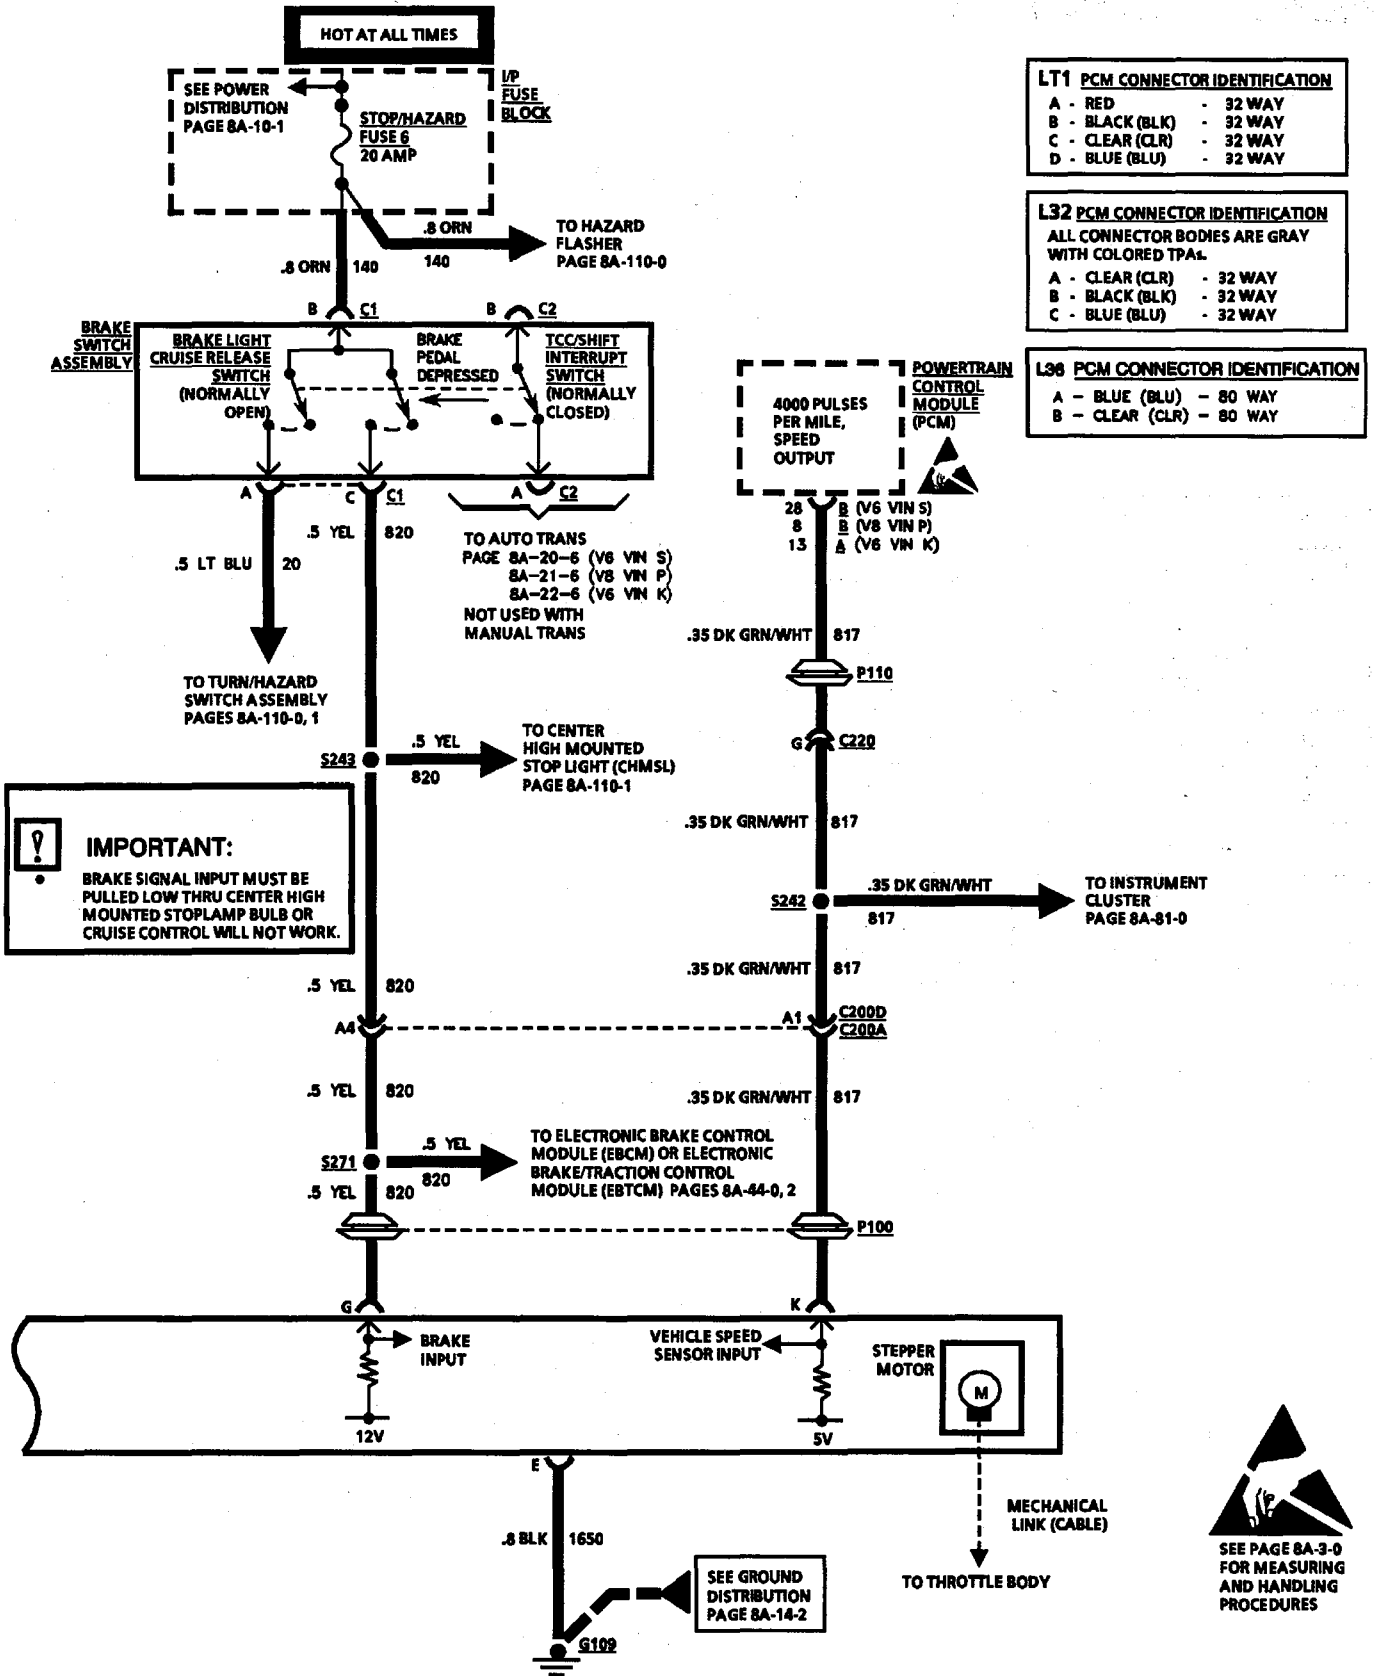 HOT AT ALL TIMES
SEE POWER
DISTRIBUTION
PAGE 8A-10-1
STOP/HAZARD
FUSE 6
20 AMP
I/P
FUSE
BLOCK
.8 ORN
140
TO HAZARD
FLASHER
PAGE 8A-110-0
.8 ORN 140
LT1 PCM CONNECTOR IDENTIFICATION
A - RED - 32 WAY
B - BLACK (BLK) - 32 WAY
C - CLEAR (CLR) - 32 WAY
D - BLUE (BLU) - 32 WAY
L32 PCM CONNECTOR IDENTIFICATION
ALL CONNECTOR BODIES ARE GRAY
WITH COLORED TPAs.
A - CLEAR (CLR) - 32 WAY
B - BLACK (BLK) - 32 WAY
C - BLUE (BLU) - 32 WAY
L36 PCM CONNECTOR IDENTIFICATION
A - BLUE (BLU) - 80 WAY
B - CLEAR (CLR) - 80 WAY
B C1
B C2
BRAKE
SWITCH
ASSEMBLY
BRAKE LIGHT
CRUISE RELEASE
SWITCH
(NORMALLY
OPEN)
BRAKE
PEDAL
DEPRESSED
TCC/SHIFT
INTERRUPT
SWITCH
(NORMALLY
CLOSED)
A
C C1
A C2
4000 PULSES
PER MILE,
SPEED
OUTPUT
POWERTRAIN
CONTROL
MODULE
(PCM)
28 B (V6 VIN S)
8 B (V8 VIN P)
13 A (V6 VIN K)
.5 YEL 820
.5 LT BLU 20
TO AUTO TRANS
PAGE 8A-20-6 (V6 VIN S)
8A-21-6 (V8 VIN P)
8A-22-6 (V6 VIN K)
NOT USED WITH
MANUAL TRANS
TO TURN/HAZARD
SWITCH ASSEMBLY
PAGES 8A-110-0, 1
.35 DK GRN/WHT 817
P110
G C220
S243
.5 YEL
820
TO CENTER
HIGH MOUNTED
STOP LIGHT (CHMSL)
PAGE 8A-110-1
.35 DK GRN/WHT 817
IMPORTANT:
BRAKE SIGNAL INPUT MUST BE
PULLED LOW THRU CENTER HIGH
MOUNTED STOPLAMP BULB OR
CRUISE CONTROL WILL NOT WORK.
S242
.35 DK GRN/WHT
817
TO INSTRUMENT
CLUSTER
PAGE 8A-81-0
.5 YEL 820
.35 DK GRN/WHT 817
A4
A1 C200D
C200A
.5 YEL 820
.35 DK GRN/WHT 817
S271
.5 YEL
820
TO ELECTRONIC BRAKE CONTROL
MODULE (EBCM) OR ELECTRONIC
BRAKE/TRACTION CONTROL
MODULE (EBTCM) PAGES 8A-44-0, 2
.5 YEL 820
P100
G
K
BRAKE
INPUT
12V
VEHICLE SPEED
SENSOR INPUT
5V
STEPPER
MOTOR
M
E
.8 BLK 1650
MECHANICAL
LINK (CABLE)
TO THROTTLE BODY
SEE GROUND
DISTRIBUTION
PAGE 8A-14-2
G109
SEE PAGE 8A-3-0
FOR MEASURING
AND HANDLING
PROCEDURES